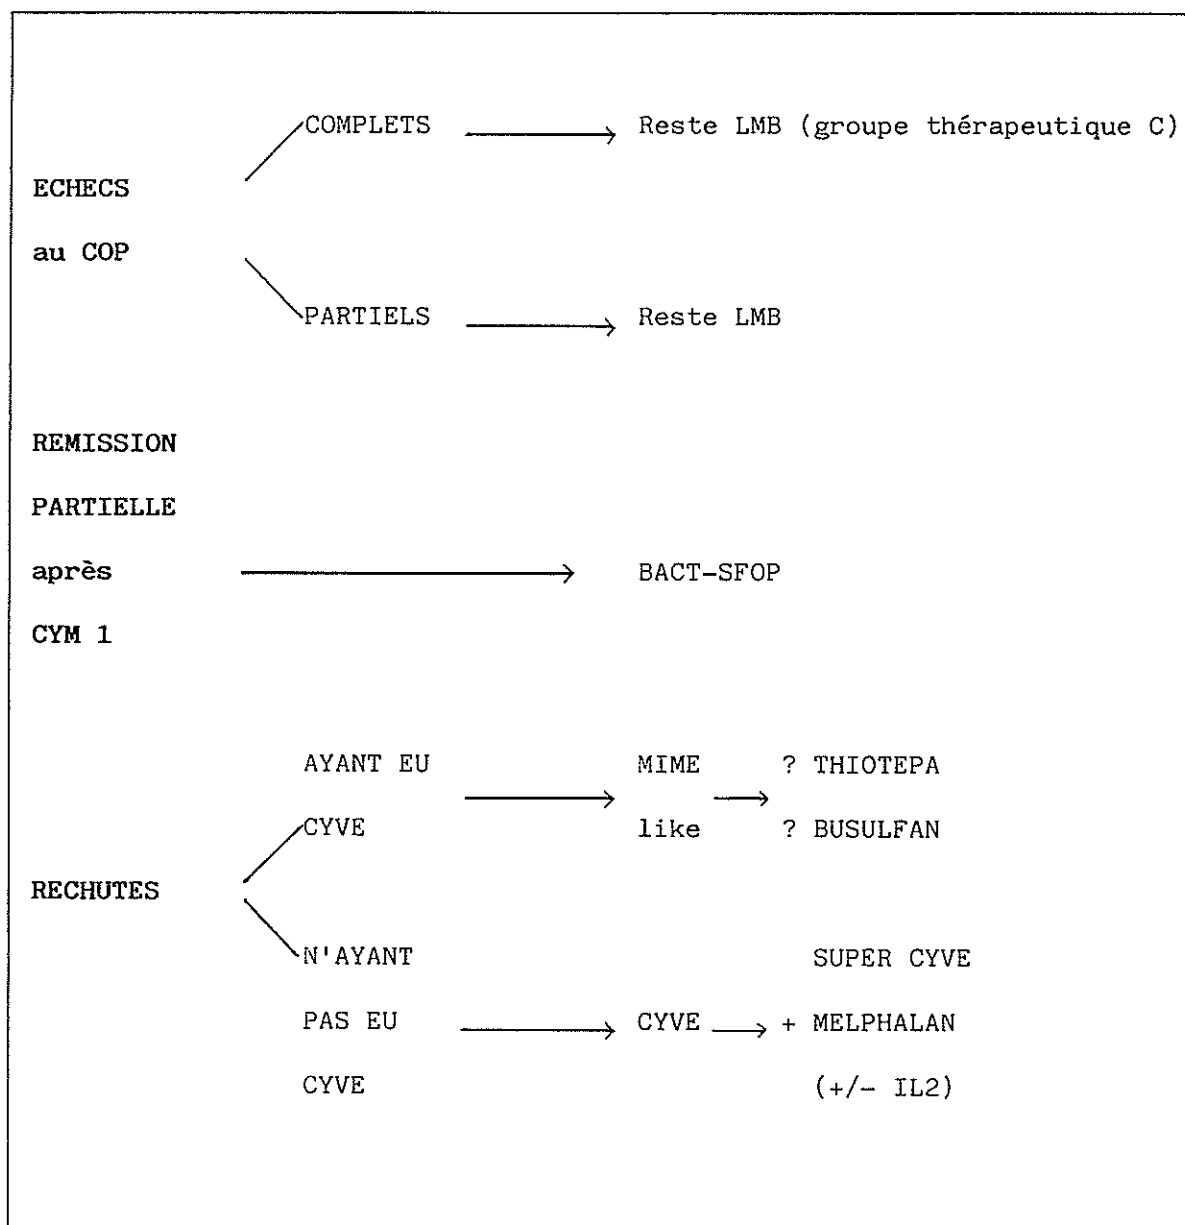 COMPLETS Reste LMB (groupe thérapeutique C)
ECHECS
au COP
PARTIELS Reste LMB
REMISSION
PARTIELLE
après BACT-SFOP
CYM 1
AYANT EU MIME ? THIOTEPA
CYVE like ? BUSULFAN
RECHUTES
N'AYANT SUPER CYVE
PAS EU CYVE + MELPHALAN
CYVE (+/- IL2)